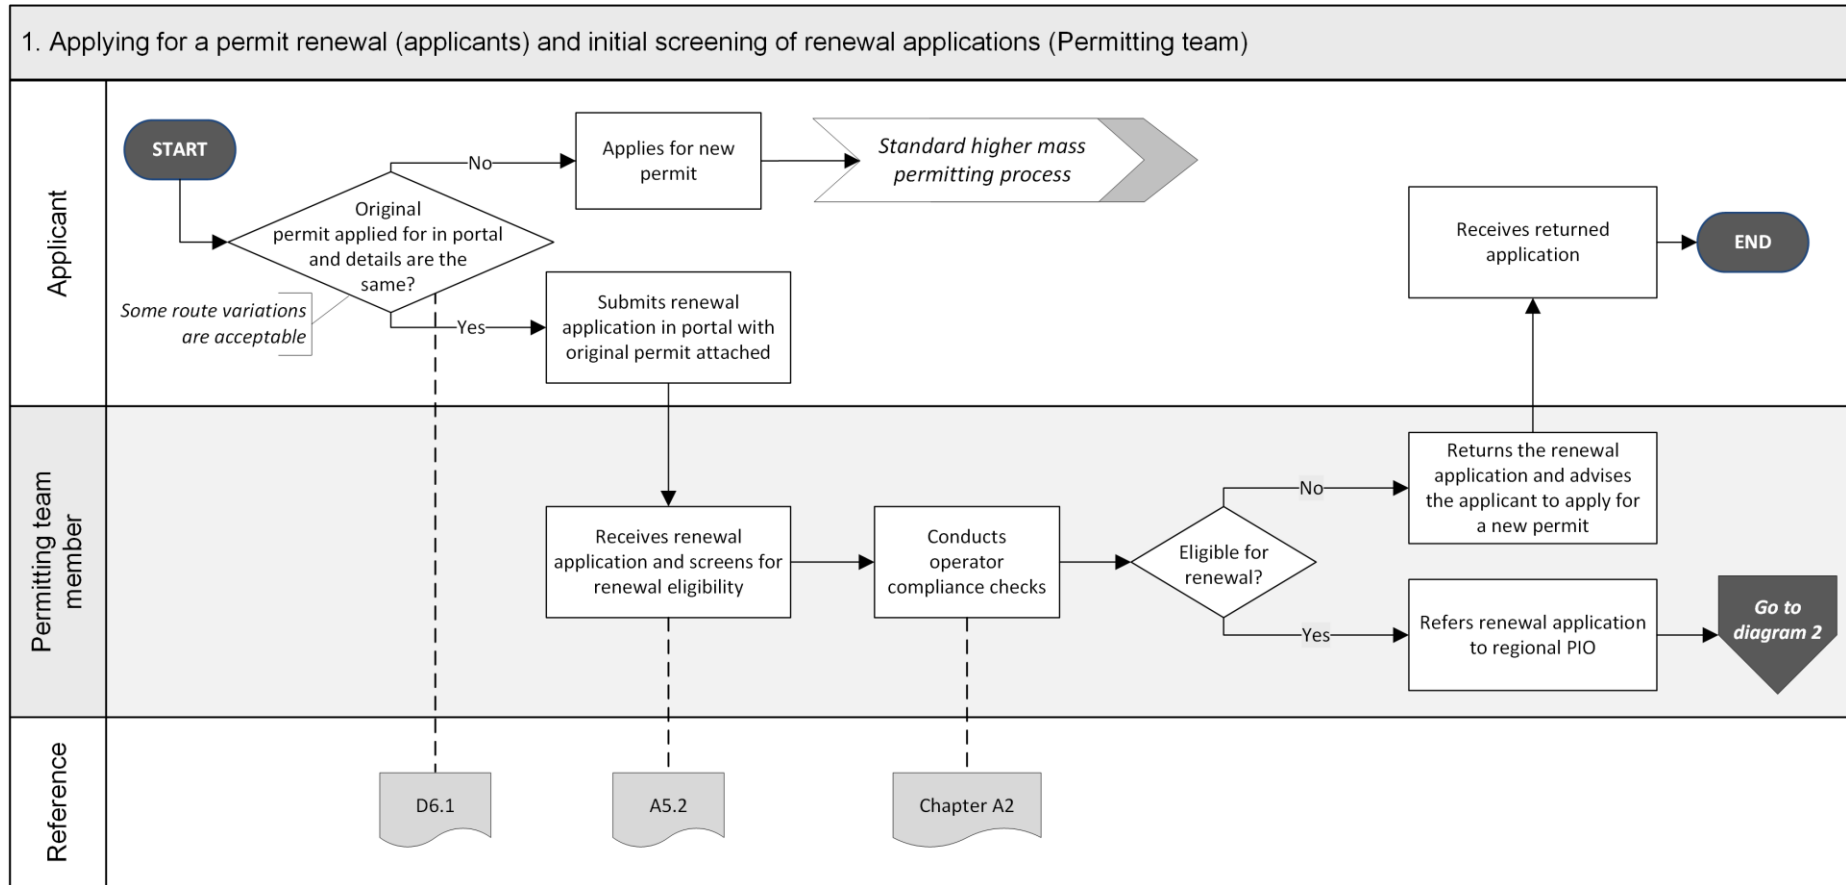 1. Applying for a permit renewal (applicants) and initial screening of renewal applications (Permitting team)
Applicant
START
Original
permit applied for in portal
and details are the
same?
Some route variations
are acceptable
No
Applies for new
permit
Standard higher mass
permitting process
Yes
Submits renewal
application in portal with
original permit attached
Receives returned
application
END
Permitting team
member
Receives renewal
application and screens for
renewal eligibility
Conducts
operator
compliance checks
Eligible for
renewal?
No
Returns the renewal
application and advises
the applicant to apply for
a new permit
Yes
Refers renewal application
to regional PIO
Go to
diagram 2
Reference
D6.1
A5.2
Chapter A2